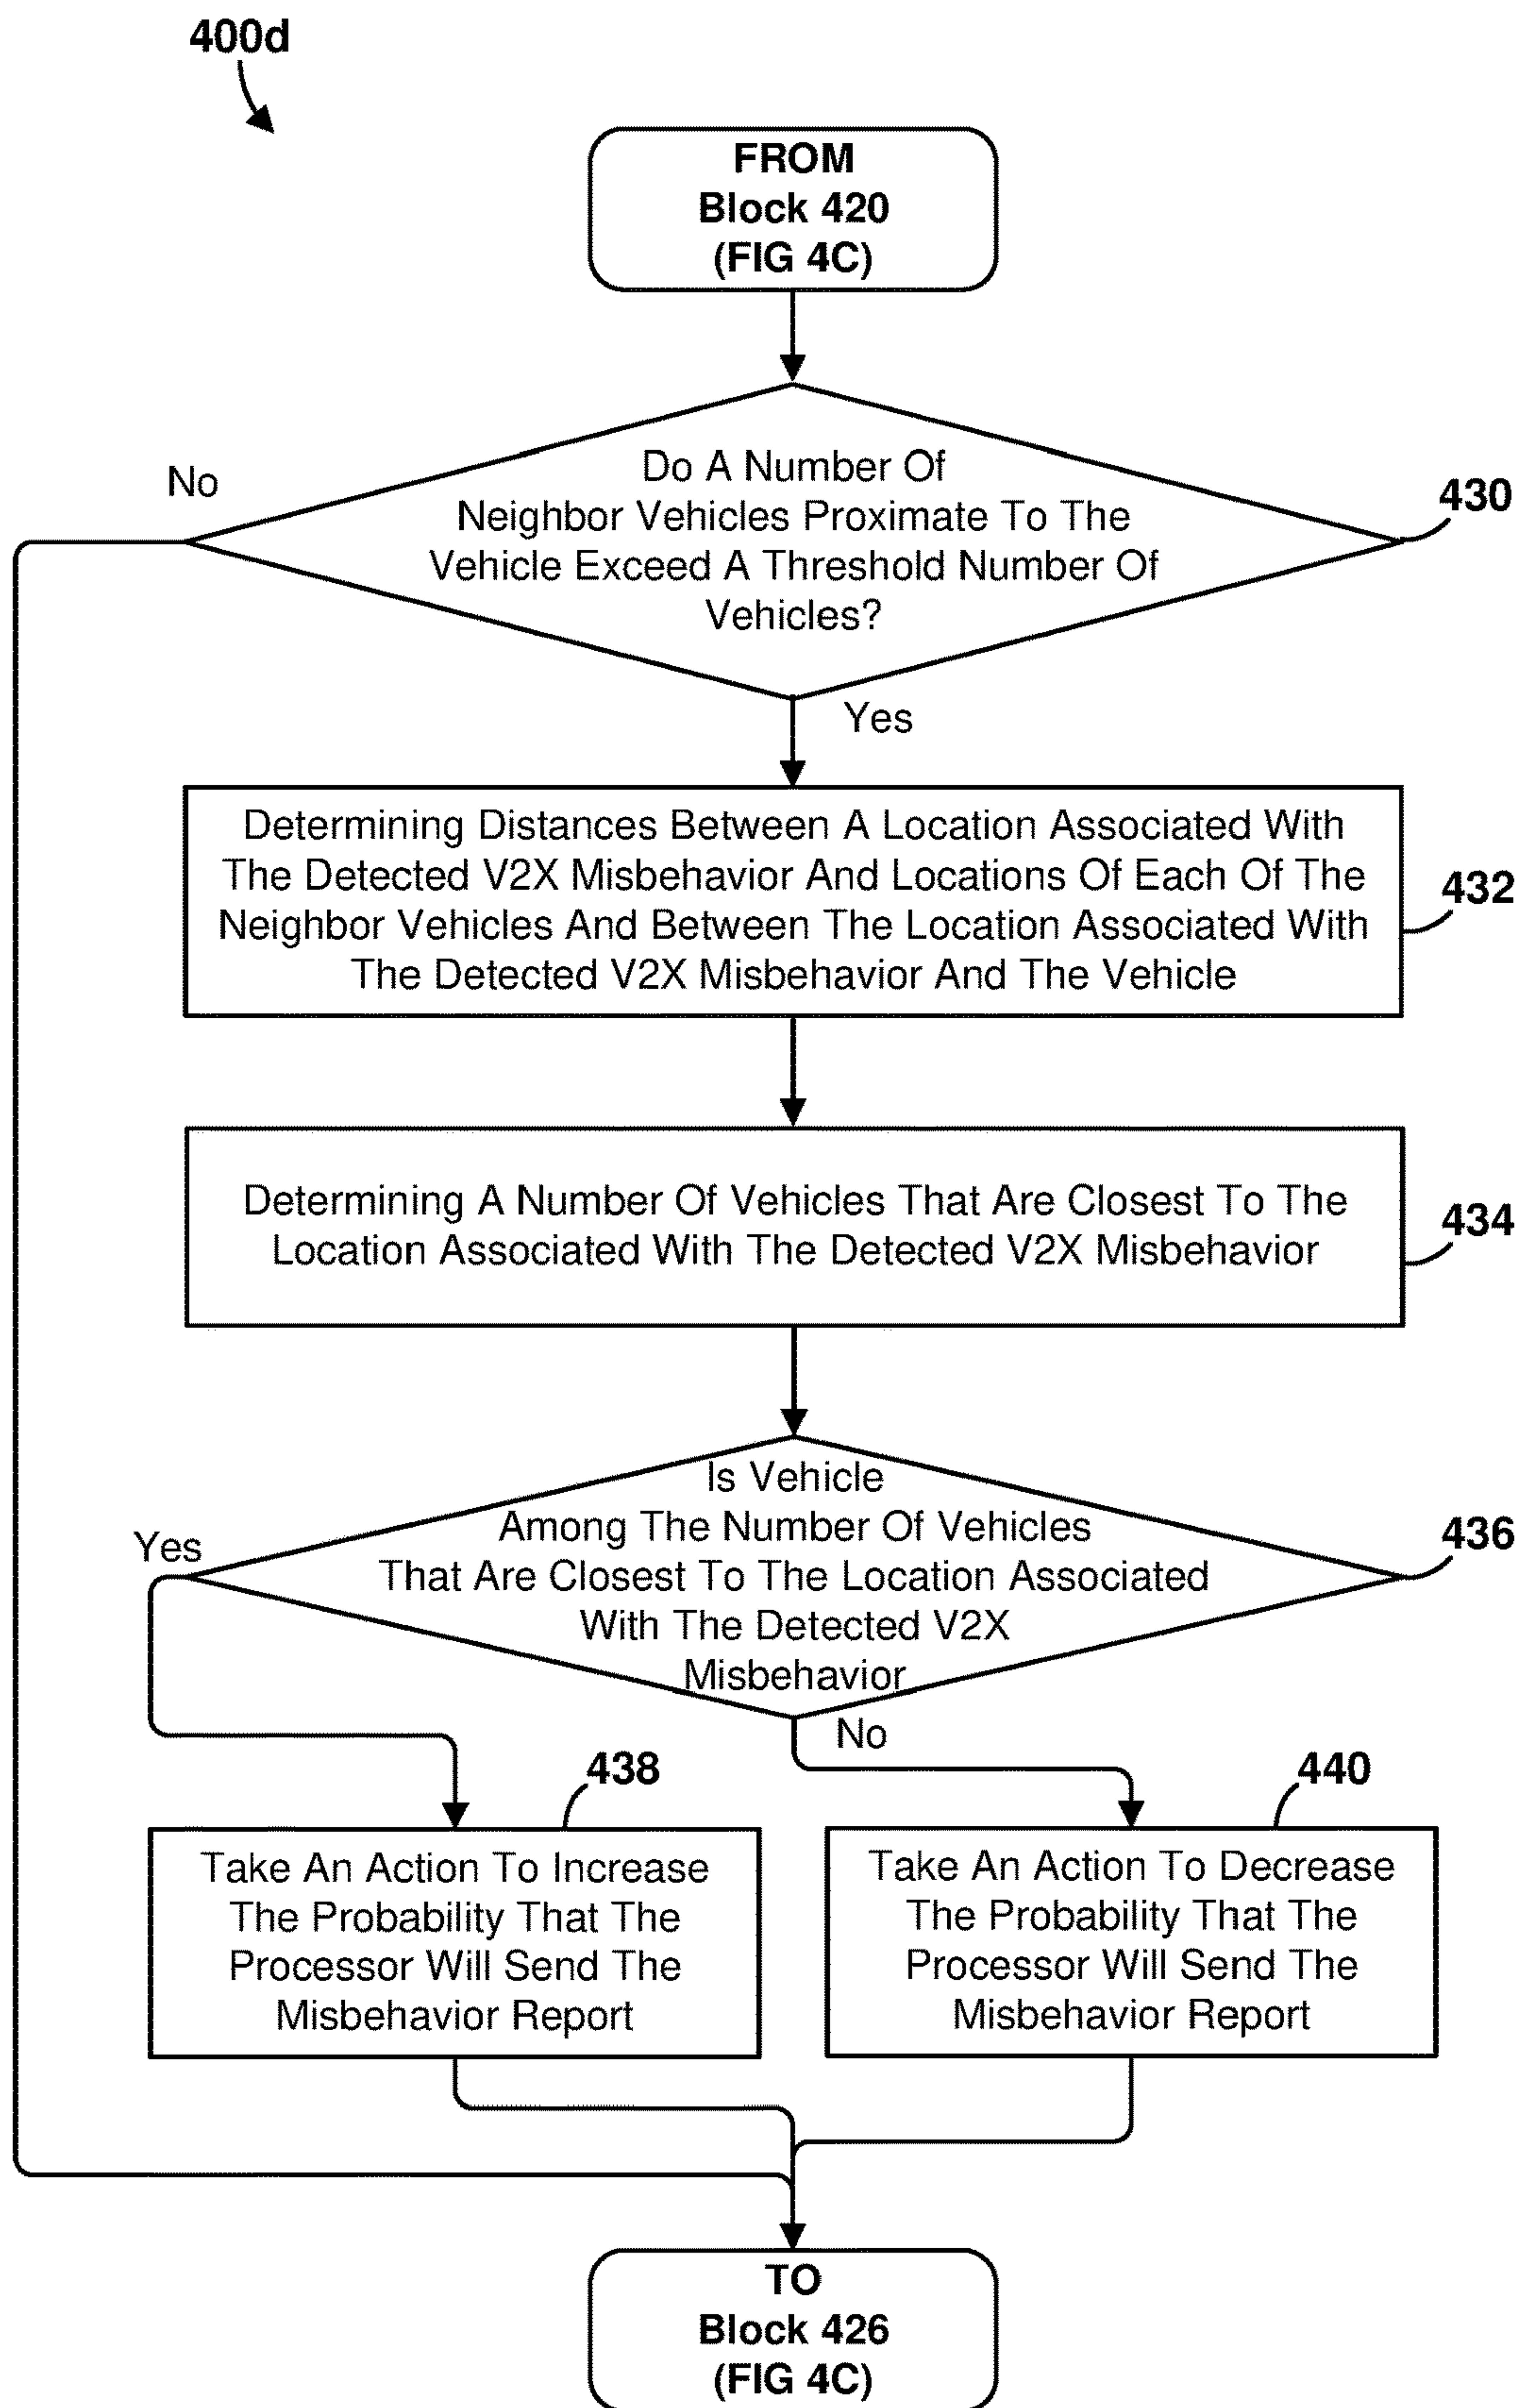 400d
FROM
Block 420
(FIG 4C)
No
Do A Number Of
Neighbor Vehicles Proximate To The
Vehicle Exceed A Threshold Number Of
Vehicles?
430
Yes
Determining Distances Between A Location Associated With
The Detected V2X Misbehavior And Locations Of Each Of The
Neighbor Vehicles And Between The Location Associated With
The Detected V2X Misbehavior And The Vehicle
432
Determining A Number Of Vehicles That Are Closest To The
Location Associated With The Detected V2X Misbehavior
434
Is Vehicle
Among The Number Of Vehicles
That Are Closest To The Location Associated
With The Detected V2X
Misbehavior
436
Yes
No
438
Take An Action To Increase
The Probability That The
Processor Will Send The
Misbehavior Report
440
Take An Action To Decrease
The Probability That The
Processor Will Send The
Misbehavior Report
TO
Block 426
(FIG 4C)